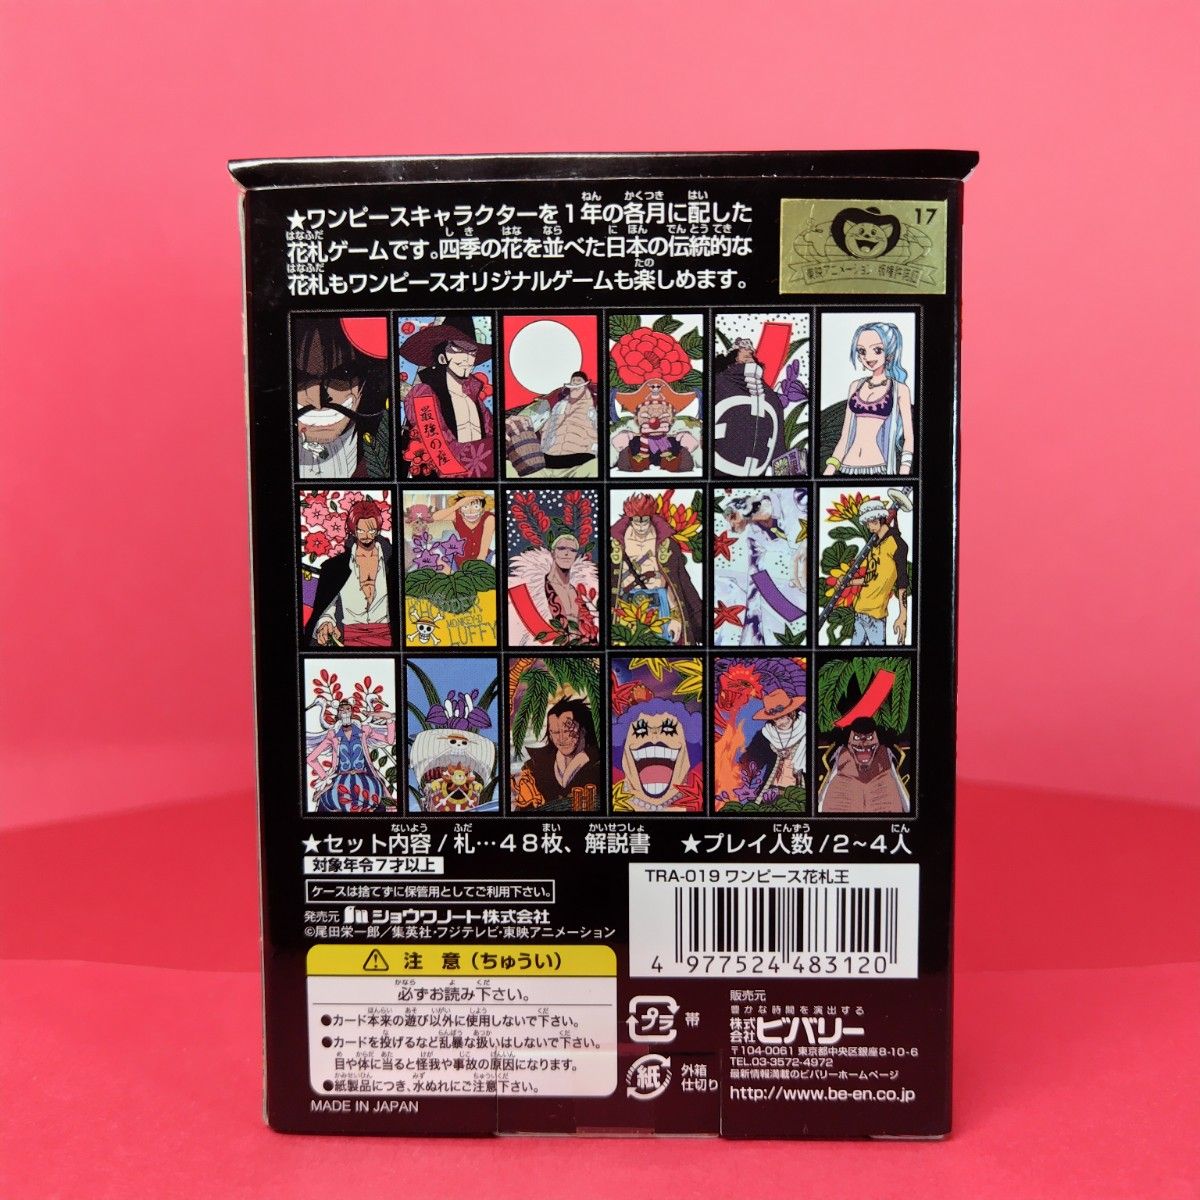 ★ワンピースキャラクターを1年の各月に配した
花札ゲームです。四季の花を並べた日本の伝統的な
花札もワンピースオリジナルゲームも楽しめます。
17
東映アニメーション 版権許諾証
最強の座
MONKEY.D
LUFFY
★セット内容/札…48枚、解説書
★プレイ人数/2~4人
対象年令7才以上
ケースは捨てずに保管用としてご利用下さい。
発売元 ショウワノート株式会社
©尾田栄一郎/集英社・フジテレビ・東映アニメーション
TRA-019 ワンピース花札王
4 977524 483120
注 意(ちゅうい)
必ずお読み下さい。
●カード本来の遊び以外に使用しないで下さい。
●カードを投げるなど乱暴な扱いはしないで下さい。
目や体に当ると怪我や事故の原因になります。
●紙製品につき、水ぬれにご注意下さい。
MADE IN JAPAN
プラ 帯
紙 外箱
仕切り
販売元
豊かな時間を演出する
株式会社ビバリー
〒104-0061 東京都中央区銀座8-10-6
TEL.03-3572-4972
最新情報満載のビバリーホームページ
http://www.be-en.co.jp